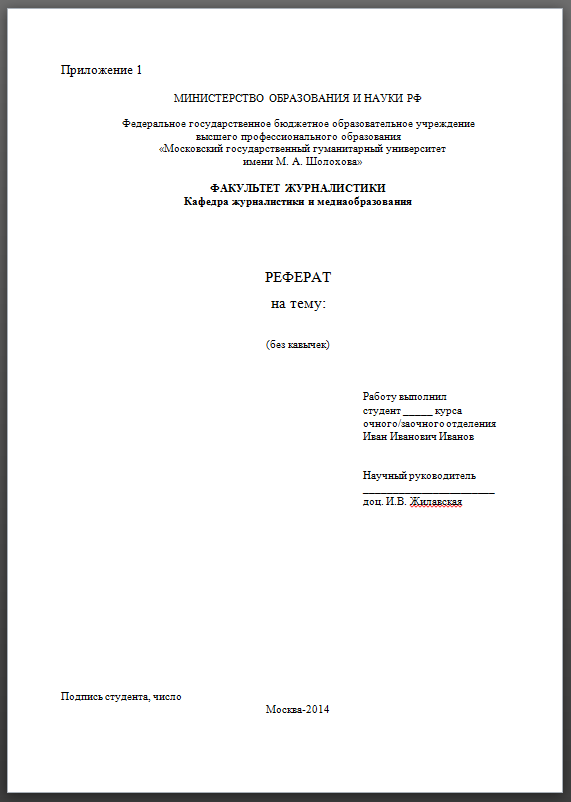 Приложение 1
МИНИСТЕРСТВО ОБРАЗОВАНИЯ И НАУКИ РФ
Федеральное государственное бюджетное образовательное учреждение
высшего профессионального образования
«Московский государственный гуманитарный университет
имени М. А. Шолохова»
ФАКУЛЬТЕТ ЖУРНАЛИСТИКИ
Кафедра журналистики и медиаобразования
РЕФЕРАТ
на тему:
(без кавычек)
Работу выполнил
студент _____ курса
очного/заочного отделения
Иван Иванович Иванов
Научный руководитель
______________________
доц. И.В. Жилавская
Подпись студента, число
Москва-2014